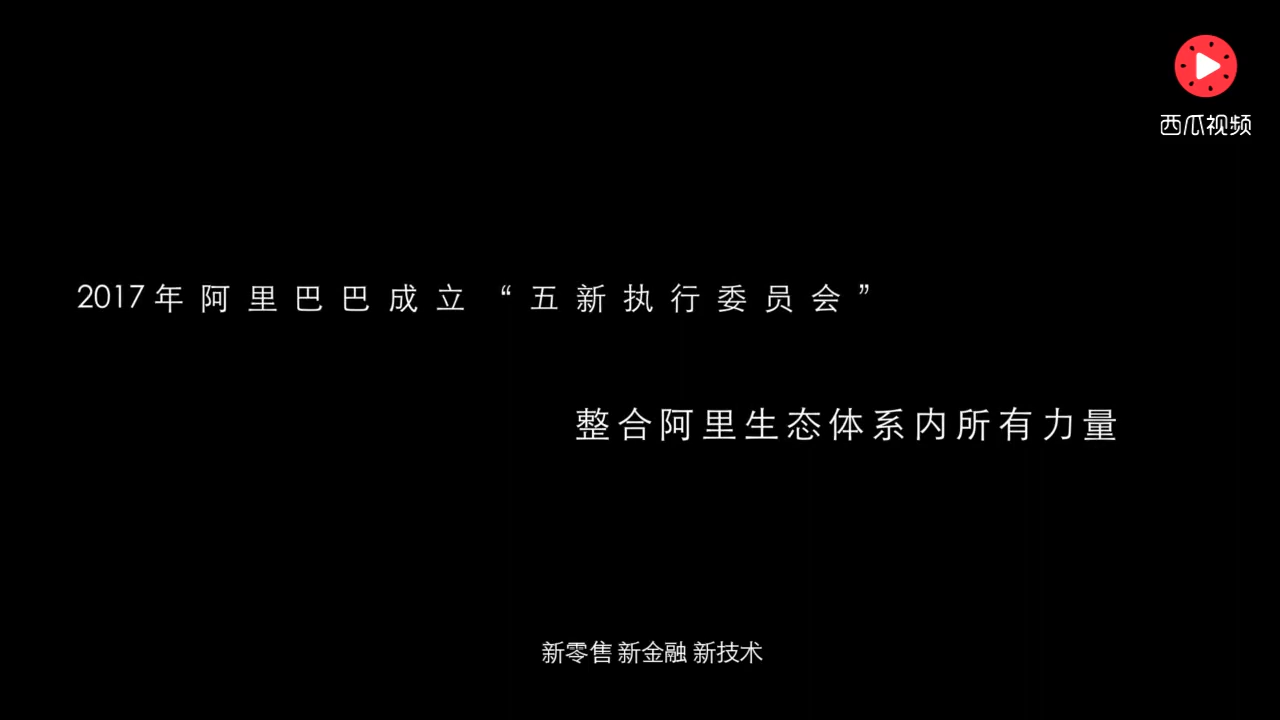 西瓜视频
2017年阿里巴巴成立“五新执行委员会”
整合阿里生态体系内所有力量
新零售 新金融 新技术